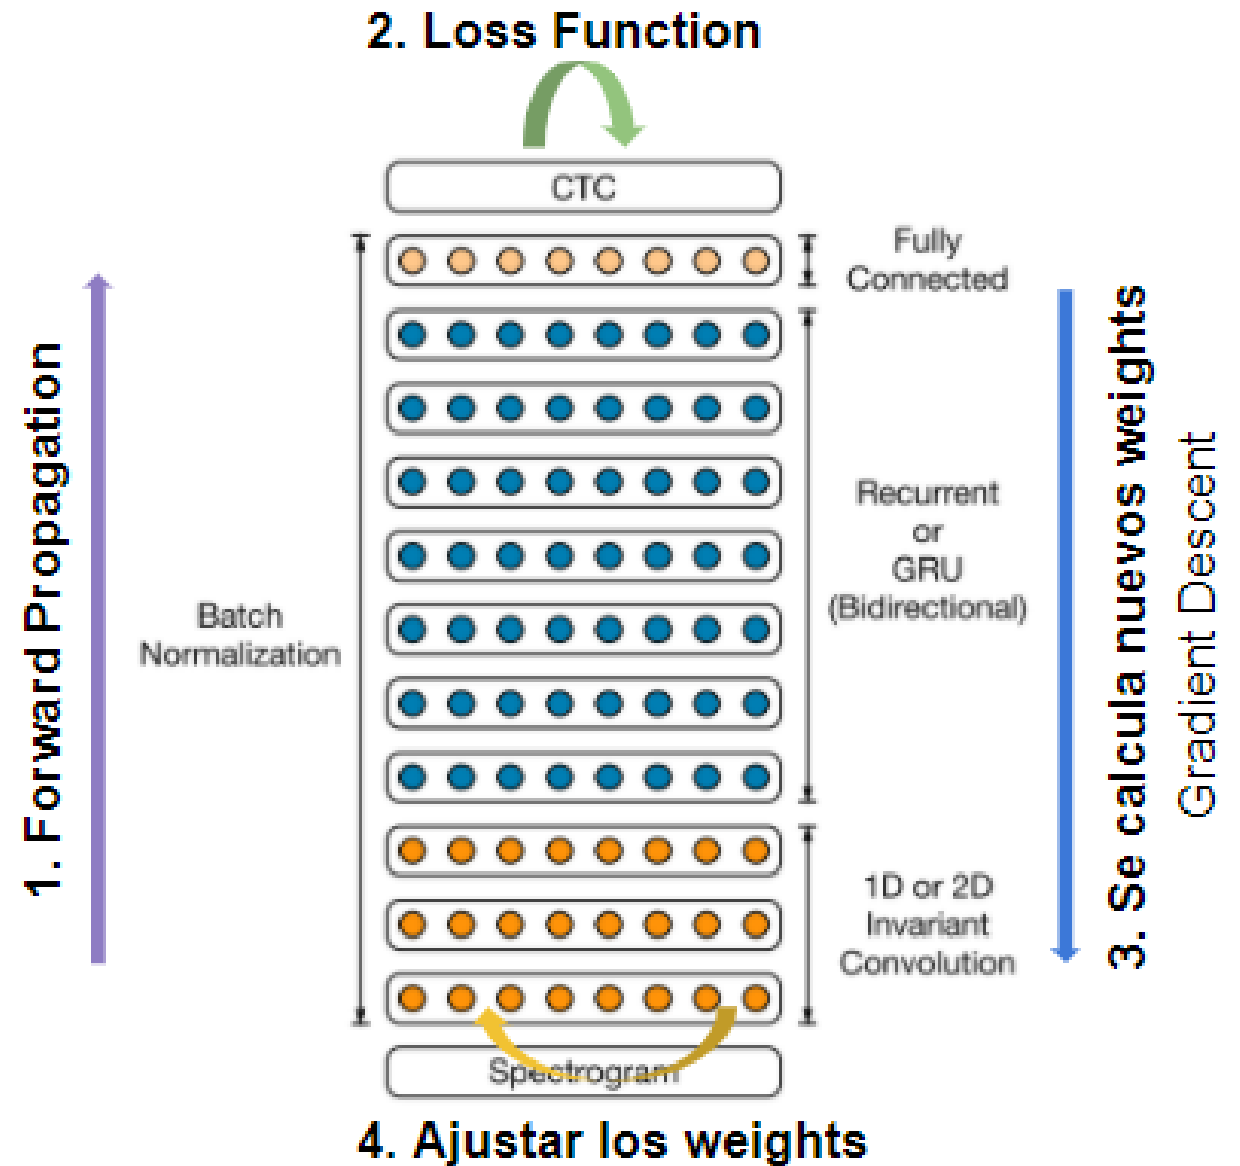 2. Loss Function
CTC
Fully
Connected
1. Forward Propagation
Batch
Normalization
Recurrent
or
GRU
(Bidirectional)
3. Se calcula nuevos weights
Gradient Descent
1D or 2D
Invariant
Convolution
Spectrogram
4. Ajustar los weights